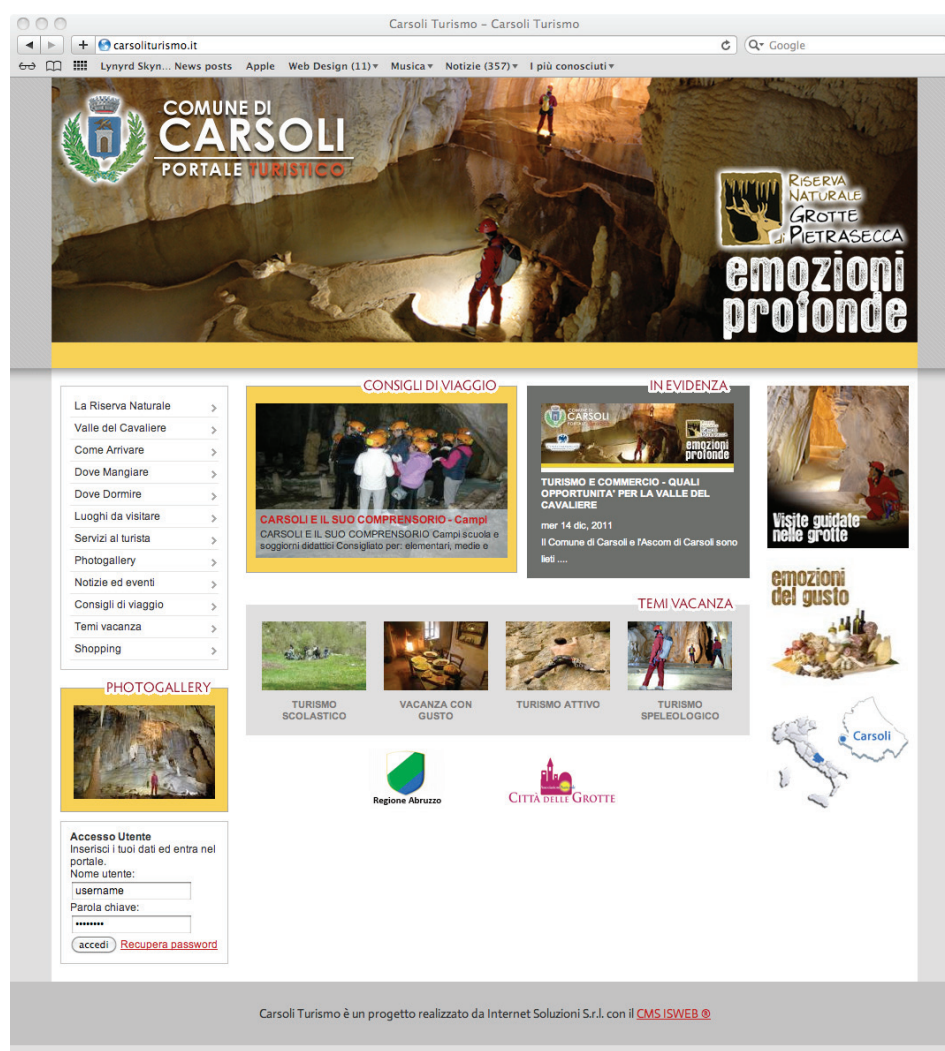 Carsoli Turismo – Carsoli Turismo
carsoliturismo.it
Google
Lynyrd Skyn... News posts Apple Web Design (11) Musica Notizie (357) I più conosciuti
COMUNE DI
CARSOLI
PORTALE TURISTICO
RISERVA
NATURALE
GROTTE
di PIETRASECCA
emozioni
profonde
La Riserva Naturale
Valle del Cavaliere
Come Arrivare
Dove Mangiare
Dove Dormire
Luoghi da visitare
Servizi al turista
Photogallery
Notizie ed eventi
Consigli di viaggio
Temi vacanza
Shopping
PHOTOGALLERY
Accesso Utente
Inserisci i tuoi dati ed entra nel
portale.
Nome utente:
username
Parola chiave:
••••••••
accedi Recupera password
CONSIGLI DI VIAGGIO
CARSOLI E IL SUO COMPRENSORIO - Campi
CARSOLI E IL SUO COMPRENSORIO Campi scuola e
soggiorni didattici Consigliato per: elementari, medie e
IN EVIDENZA
CARSOLI
emozioni
profonde
TURISMO E COMMERCIO - QUALI
OPPORTUNITA' PER LA VALLE DEL
CAVALIERE
mer 14 dic, 2011
Il Comune di Carsoli e l'Ascom di Carsoli sono
lieti ....
TEMI VACANZA
TURISMO
SCOLASTICO
VACANZA CON
GUSTO
TURISMO ATTIVO
TURISMO
SPELEOLOGICO
Regione Abruzzo
CITTÀ DELLE GROTTE
Visite guidate
nelle grotte
emozioni
del gusto
Carsoli
Carsoli Turismo è un progetto realizzato da Internet Soluzioni S.r.l. con il CMS ISWEB ®